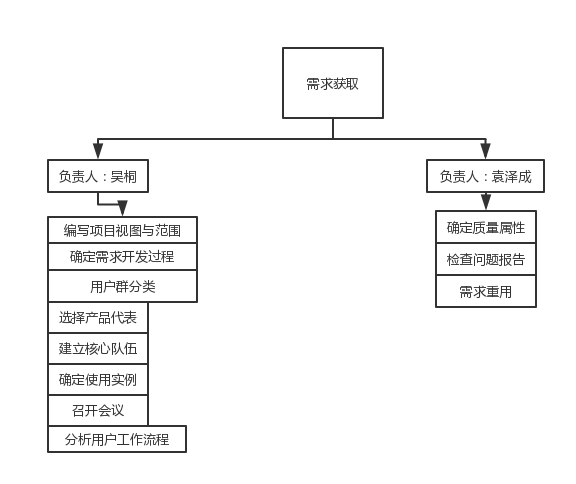 需求获取
负责人：吴桐
负责人：袁泽成
编写项目视图与范围
确定需求开发过程
用户群分类
选择产品代表
建立核心队伍
确定使用实例
召开会议
分析用户工作流程
确定质量属性
检查问题报告
需求重用